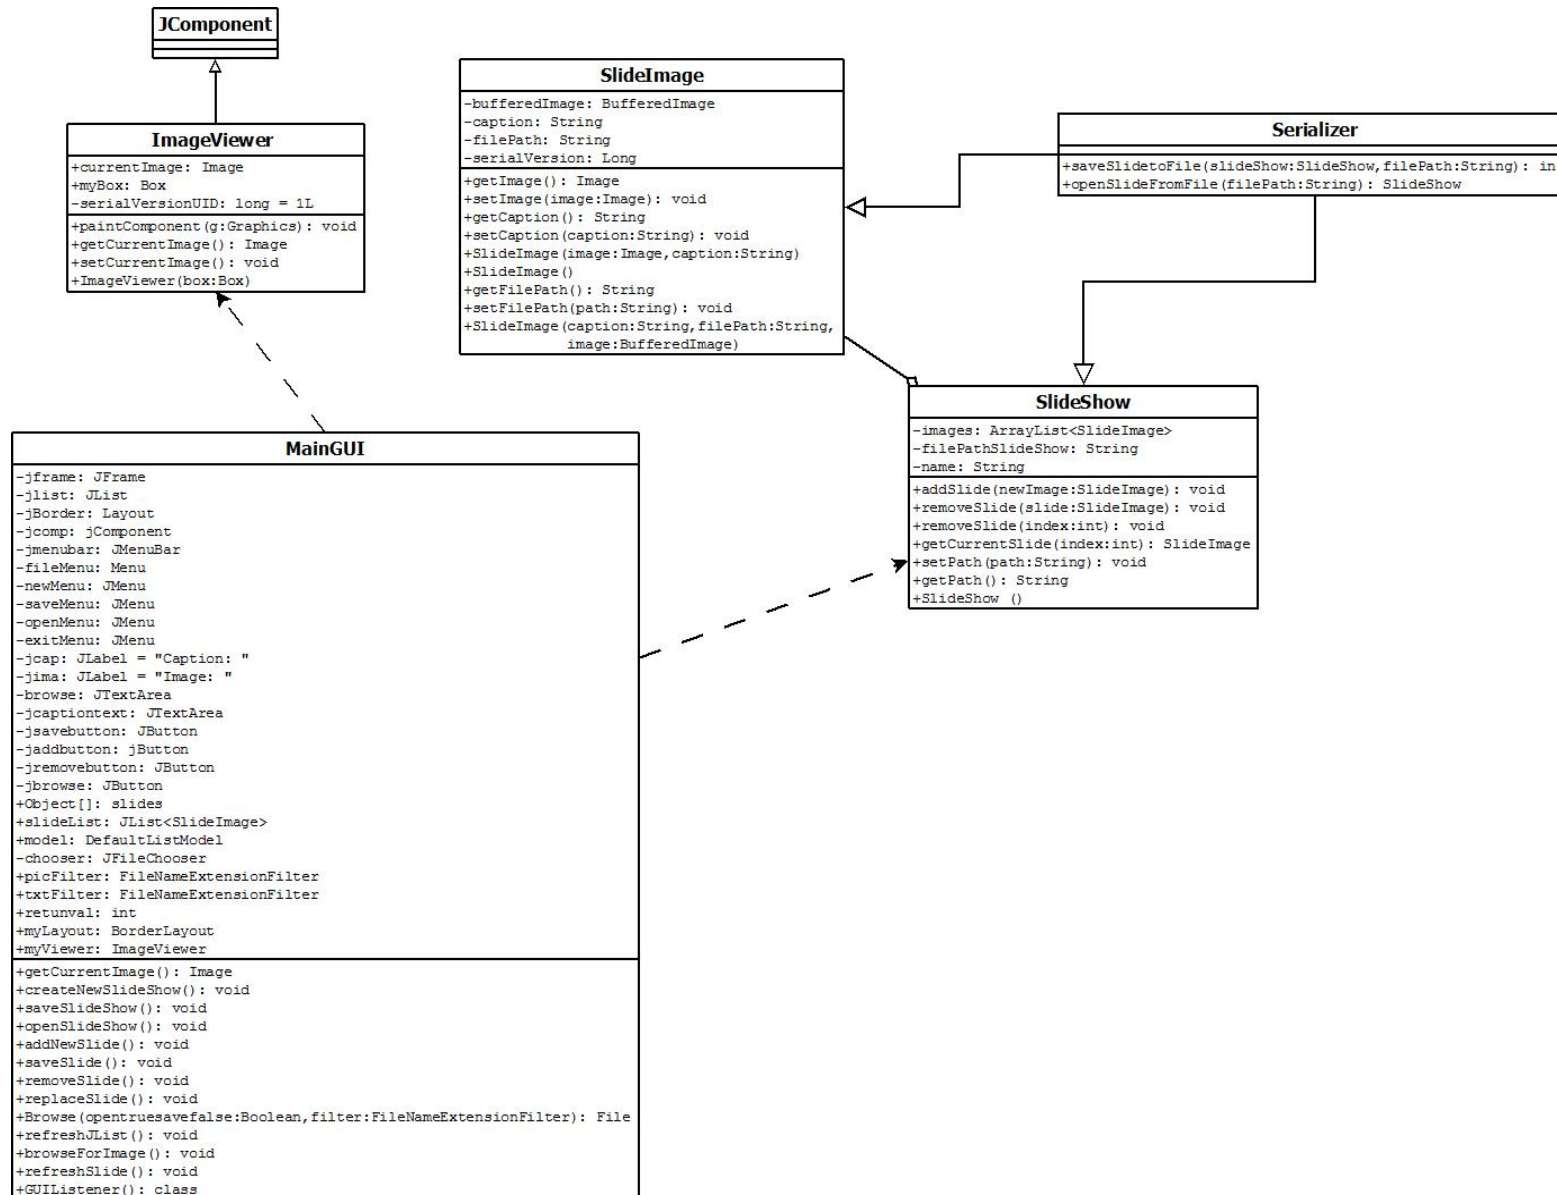 JComponent
ImageViewer
+currentImage: Image
+myBox: Box
-serialVersionUID: long = 1L
+paintComponent(g:Graphics): void
+getCurrentImage(): Image
+setCurrentImage(): void
+ImageViewer(box:Box)
SlideImage
-bufferedImage: BufferedImage
-caption: String
-filePath: String
-serialVersion: Long
+getImage(): Image
+setImage(image:Image): void
+getCaption(): String
+setCaption(caption:String): void
+SlideImage(image:Image,caption:String)
+SlideImage()
+getFilePath(): String
+setFilePath(path:String): void
+SlideImage(caption:String,filePath:String,
image:BufferedImage)
Serializer
+saveSlidetoFile(slideShow:SlideShow,filePath:String): in
+openSlideFromFile(filePath:String): SlideShow
SlideShow
-images: ArrayList<SlideImage>
-filePathSlideShow: String
-name: String
+addSlide(newImage:SlideImage): void
+removeSlide(slide:SlideImage): void
+removeSlide(index:int): void
+getCurrentSlide(index:int): SlideImage
+setPath(path:String): void
+getPath(): String
+SlideShow ()
MainGUI
-jframe: JFrame
-jlist: JList
-jBorder: Layout
-jcomp: jComponent
-jmenubar: JMenuBar
-fileMenu: Menu
-newMenu: JMenu
-saveMenu: JMenu
-openMenu: JMenu
-exitMenu: JMenu
-jcap: JLabel = "Caption: "
-jima: JLabel = "Image: "
-browse: JTextArea
-jcaptiontext: JTextArea
-jsavebutton: JButton
-jaddbutton: jButton
-jremovebutton: JButton
-jbrowse: JButton
+Object[]: slides
+slideList: JList<SlideImage>
+model: DefaultListModel
-chooser: JFileChooser
+picFilter: FileNameExtensionFilter
+txtFilter: FileNameExtensionFilter
+retunval: int
+myLayout: BorderLayout
+myViewer: ImageViewer
+getCurrentImage(): Image
+createNewSlideShow(): void
+saveSlideShow(): void
+openSlideShow(): void
+addNewSlide(): void
+saveSlide(): void
+removeSlide(): void
+replaceSlide(): void
+Browse(opentruesavefalse:Boolean,filter:FileNameExtensionFilter): File
+refreshJList(): void
+browseForImage(): void
+refreshSlide(): void
+GUIListener(): class